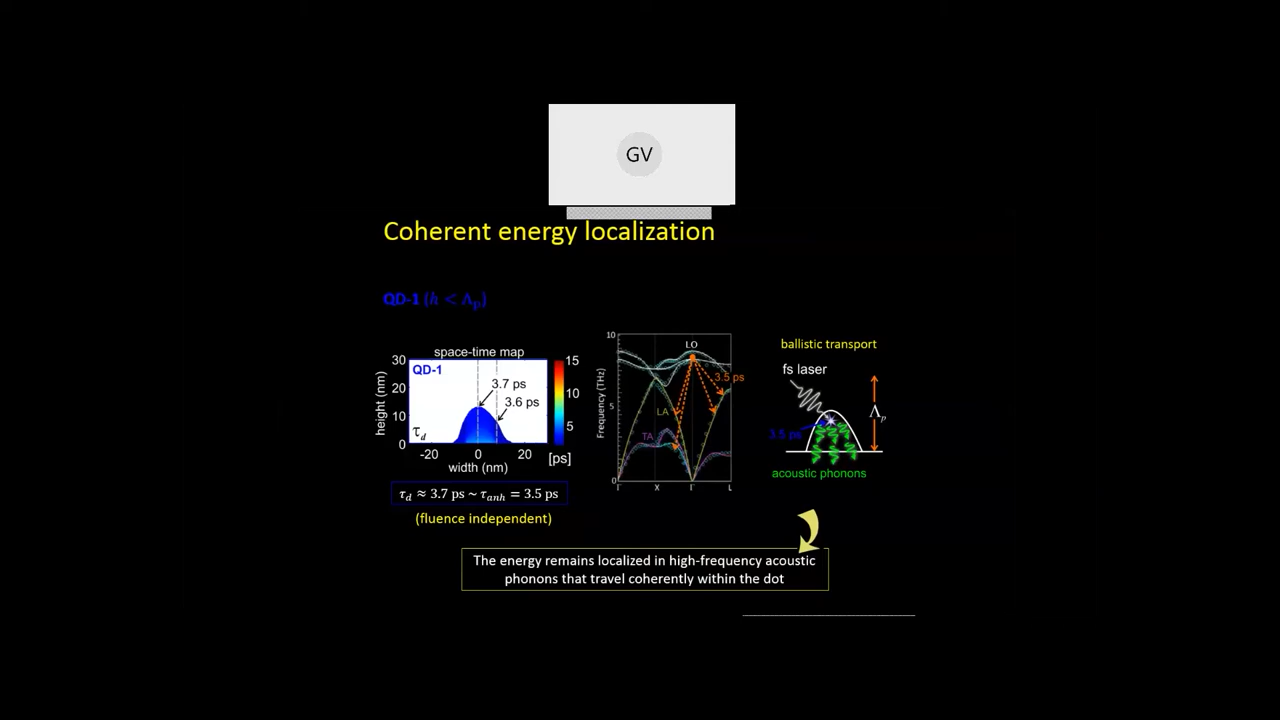 GV
Coherent energy localization
QD-1 (h < Λp)
space-time map
30
20
10
0
height (nm)
QD-1
3.7 ps
3.6 ps
τd
-20 0 20
width (nm)
15
10
5
[ps]
τd ≈ 3.7 ps ~ τanh = 3.5 ps
(fluence independent)
10
5
0
Frequency (THz)
LO
3.5 ps
LA
TA
Γ X Γ L
ballistic transport
fs laser
3.5 ps
Λp
acoustic phonons
The energy remains localized in high-frequency acoustic
phonons that travel coherently within the dot